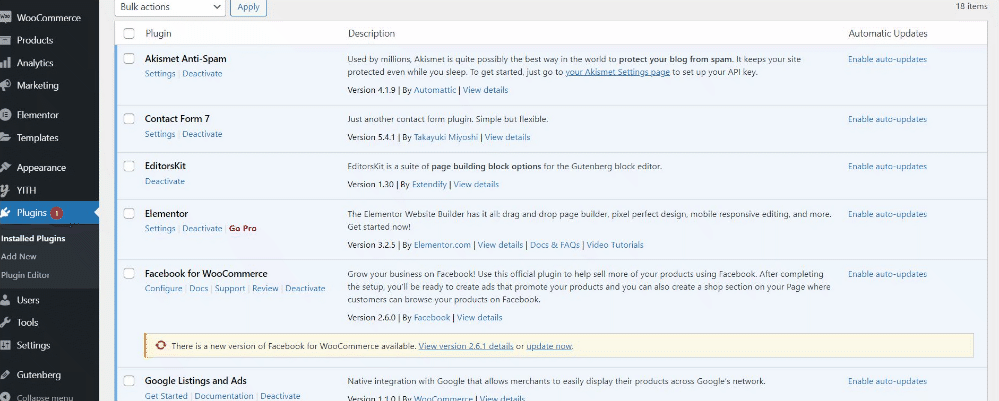 Bulk actions
Apply
18 items
WooCommerce
Products
Analytics
Marketing
Elementor
Templates
Appearance
YITH
Plugins 1
Installed Plugins
Add New
Plugin Editor
Users
Tools
Settings
Gutenberg
Collapse menu
Plugin Description Automatic Updates
Akismet Anti-Spam
Settings | Deactivate
Used by millions, Akismet is quite possibly the best way in the world to protect your blog from spam. It keeps your site
protected even while you sleep. To get started, just go to your Akismet Settings page to set up your API key.
Version 4.1.9 | By Automattic | View details
Enable auto-updates
Contact Form 7
Settings | Deactivate
Just another contact form plugin. Simple but flexible.
Version 5.4.1 | By Takayuki Miyoshi | View details
Enable auto-updates
EditorsKit
Deactivate
EditorsKit is a suite of page building block options for the Gutenberg block editor.
Version 1.30 | By Extendify | View details
Enable auto-updates
Elementor
Settings | Deactivate | Go Pro
The Elementor Website Builder has it all: drag and drop page builder, pixel perfect design, mobile responsive editing, and more.
Get started now!
Version 3.2.5 | By Elementor.com | View details | Docs & FAQs | Video Tutorials
Enable auto-updates
Facebook for WooCommerce
Configure | Docs | Support | Review | Deactivate
Grow your business on Facebook! Use this official plugin to help sell more of your products using Facebook. After completing
the setup, you'll be ready to create ads that promote your products and you can also create a shop section on your Page where
customers can browse your products on Facebook.
Version 2.6.0 | By Facebook | View details
Enable auto-updates
There is a new version of Facebook for WooCommerce available. View version 2.6.1 details or update now.
Google Listings and Ads
Get Started | Documentation | Deactivate
Native integration with Google that allows merchants to easily display their products across Google's network.
Version 1.1.0 | By WooCommerce | View details
Enable auto-updates